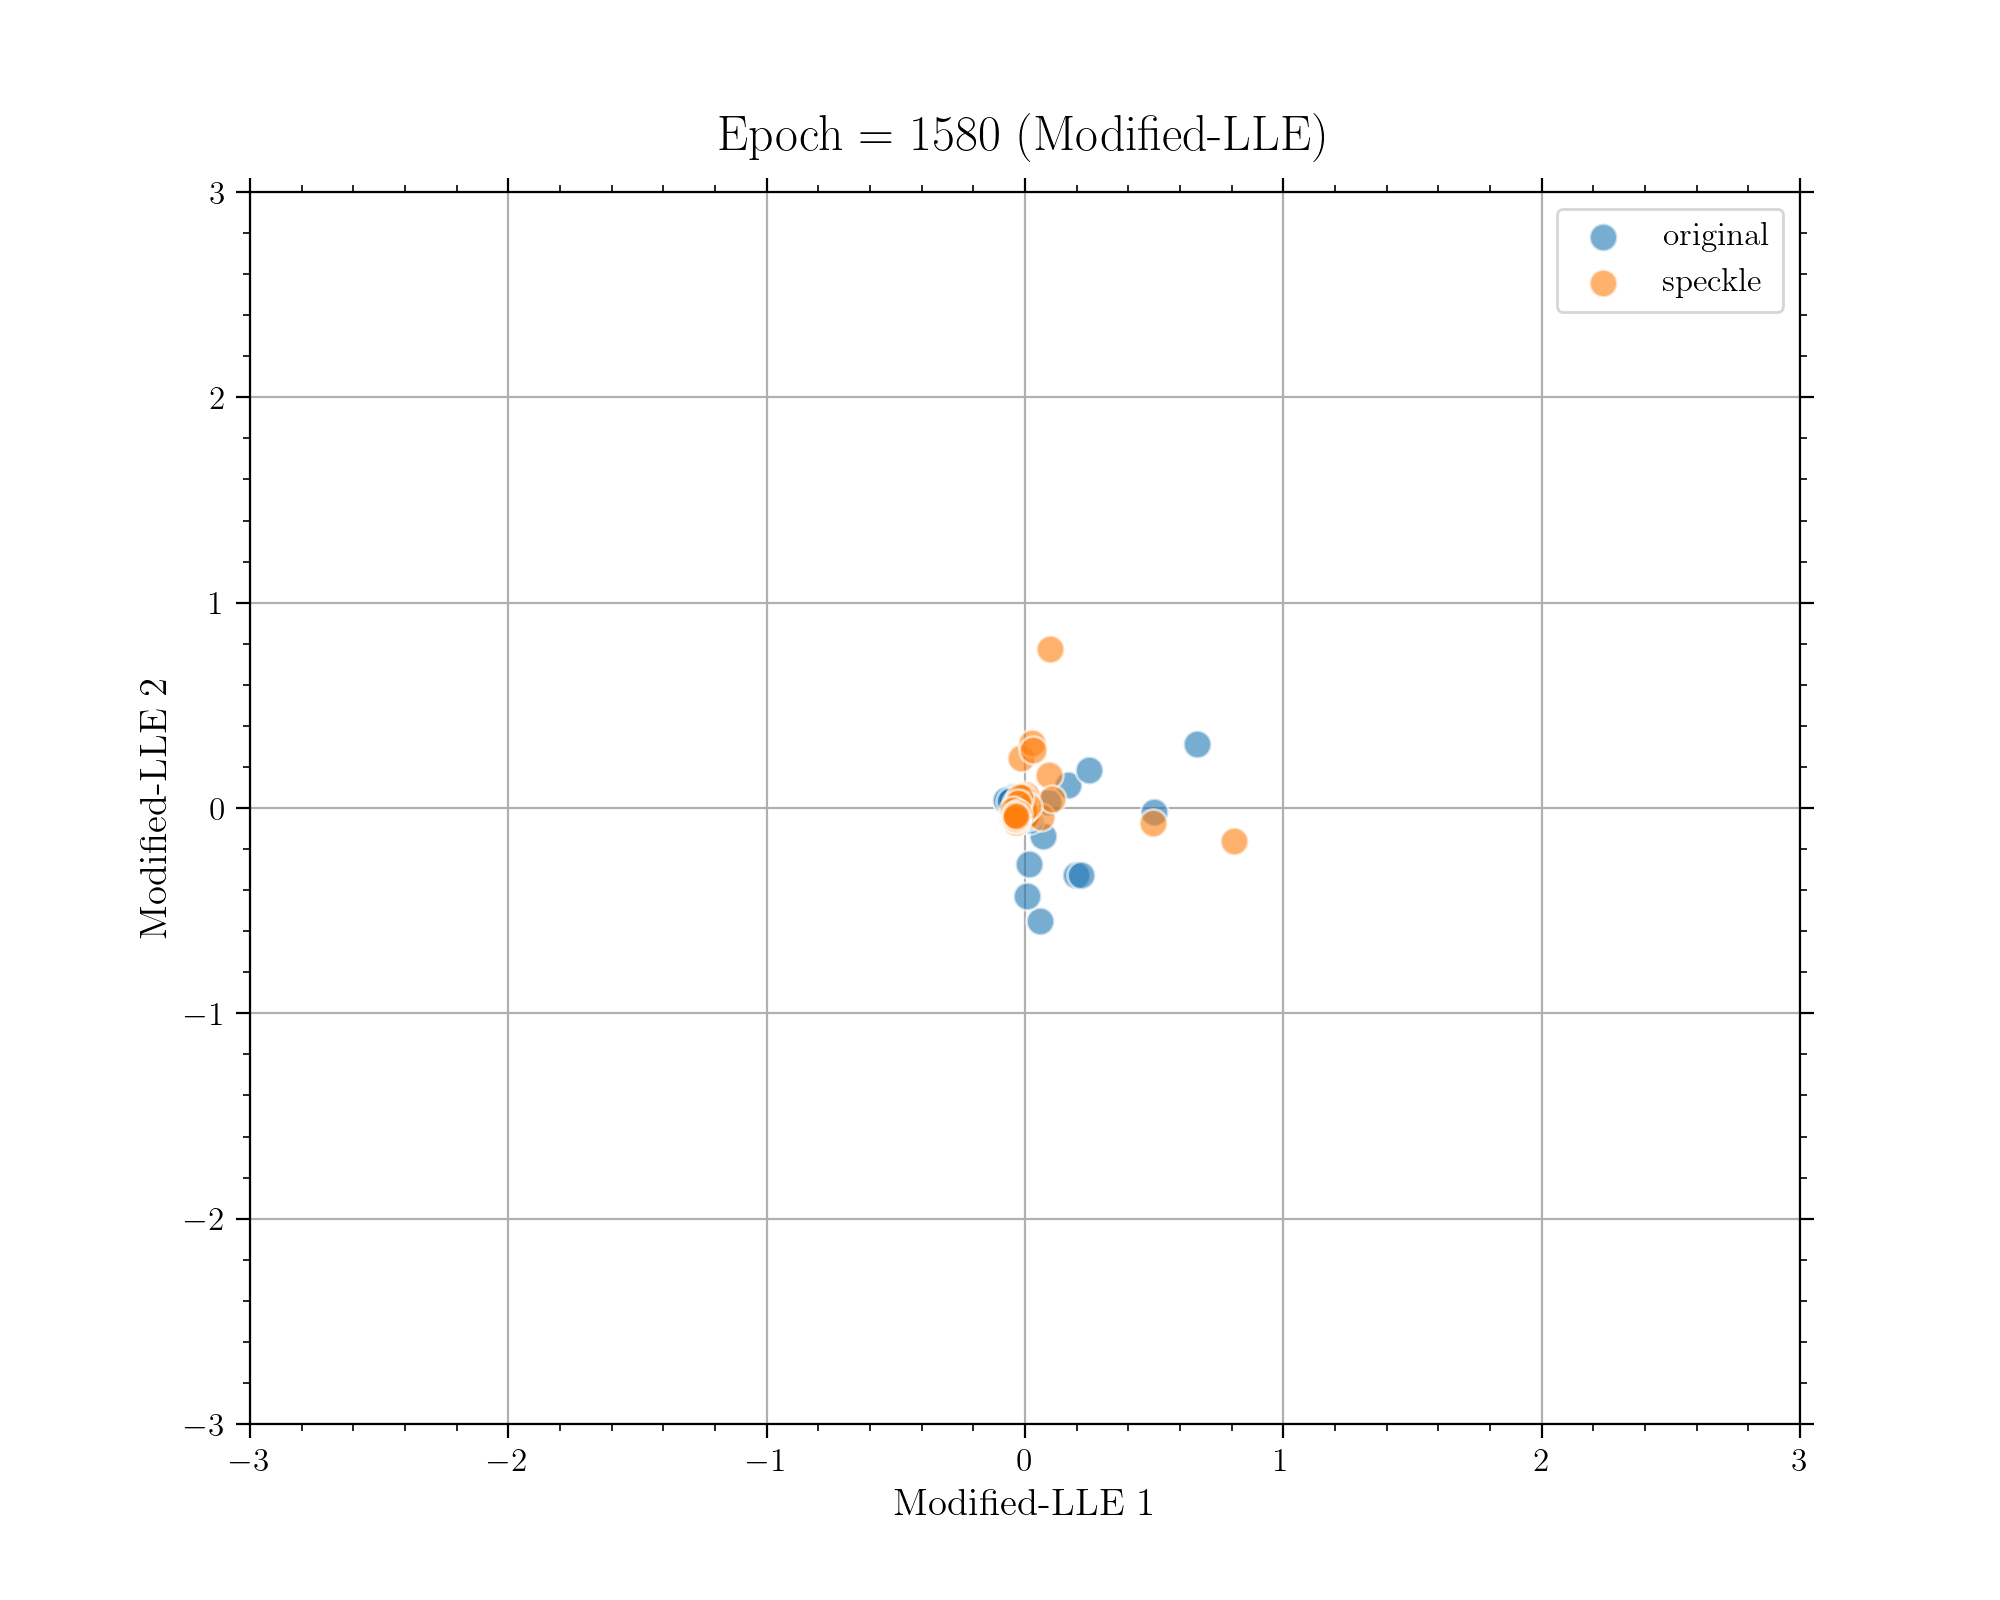 Epoch = 1580 (Modified-LLE)
original
speckle
3
2
1
0
−1
−2
−3
Modified-LLE 2
−3
−2
−1
0
1
2
3
Modified-LLE 1